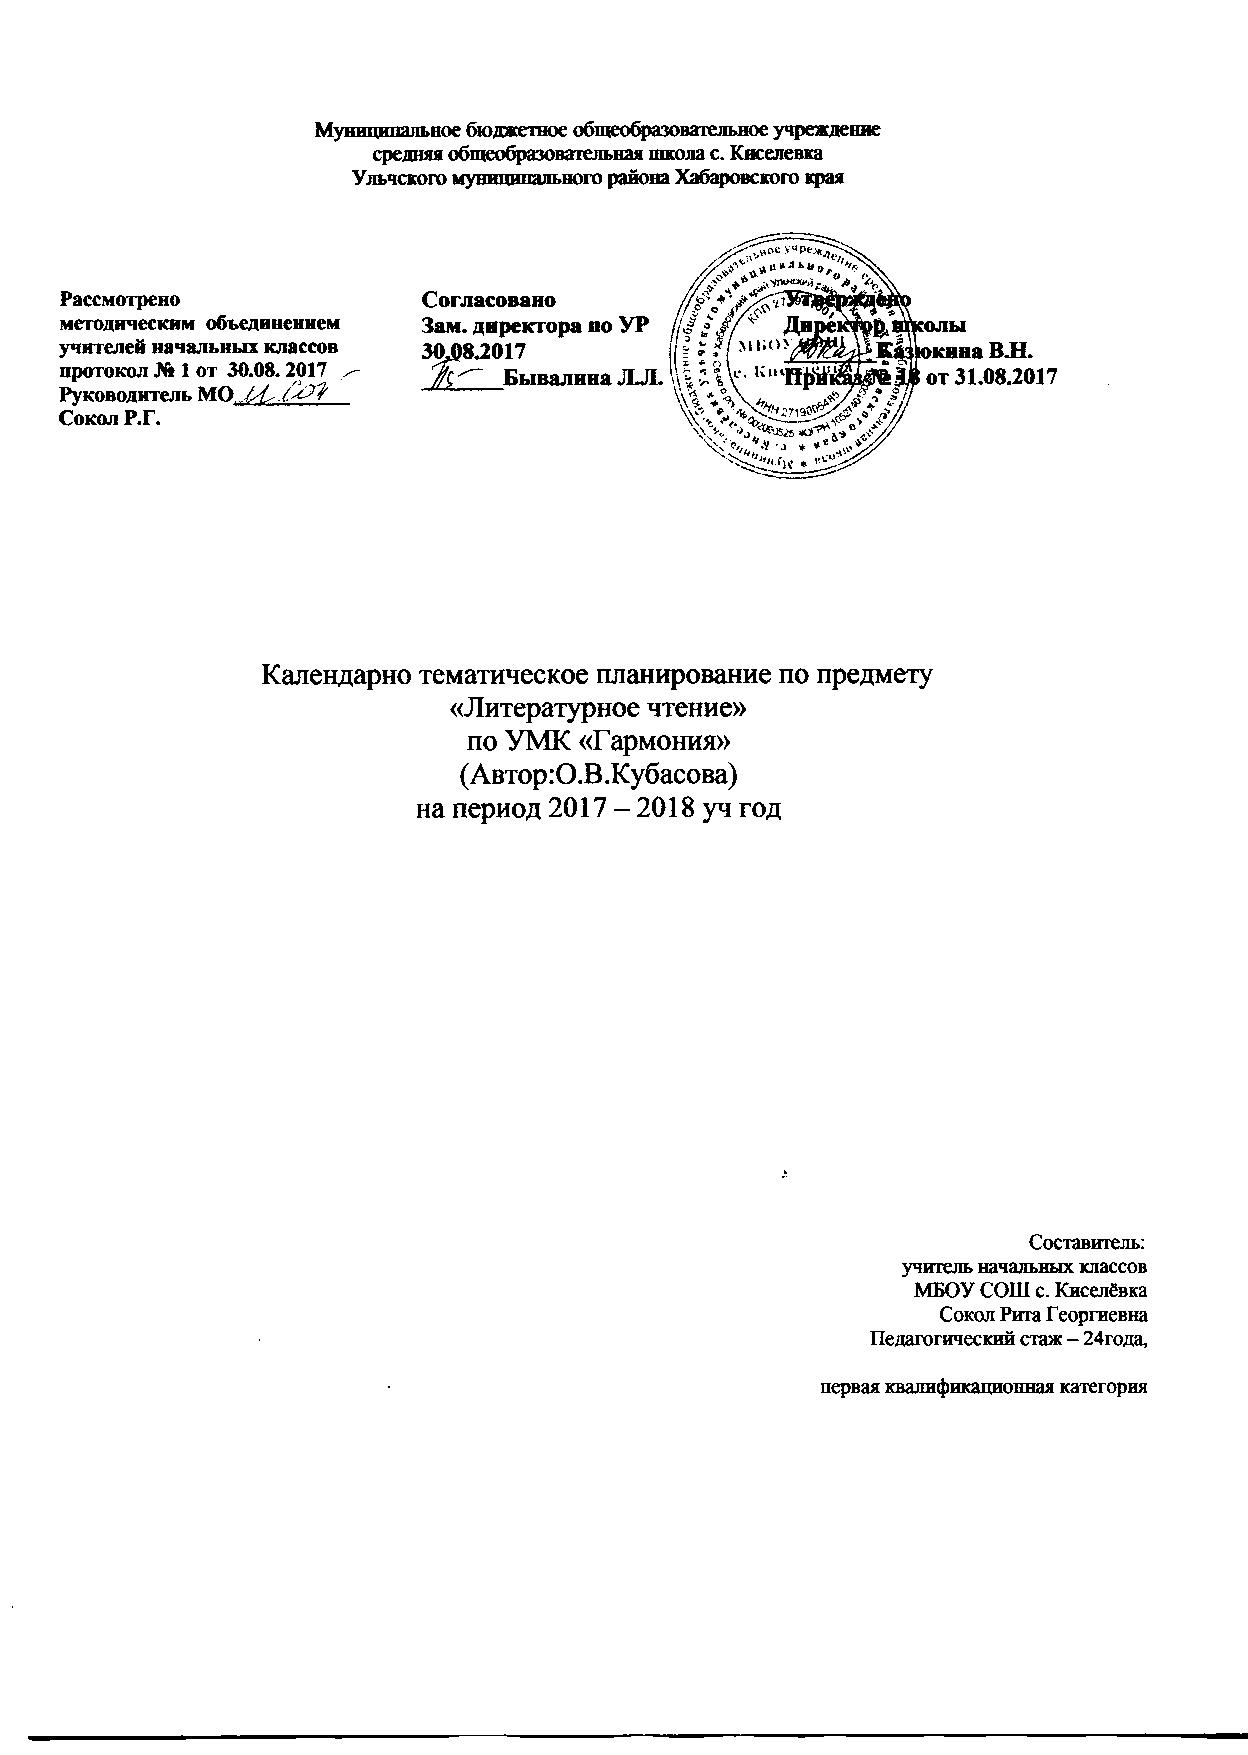 Муниципальное бюджетное общеобразовательное учреждение
средняя общеобразовательная школа с. Киселевка
Ульчского муниципального района Хабаровского края
Рассмотрено
методическим объединением
учителей начальных классов
протокол № 1 от 30.08. 2017
Руководитель МО
Сокол Р.Г.
Согласовано
Зам. директора по УР
30.08.2017
Бывалина Л.Л.
Утверждено
Директор школы
Казюкина В.Н.
Приказ № 18 от 31.08.2017
Календарно тематическое планирование по предмету
«Литературное чтение»
по УМК «Гармония»
(Автор:О.В.Кубасова)
на период 2017 – 2018 уч год
Составитель:
учитель начальных классов
МБОУ СОШ с. Киселёвка
Сокол Рита Георгиевна
Педагогический стаж – 24года,
первая квалификационная категория